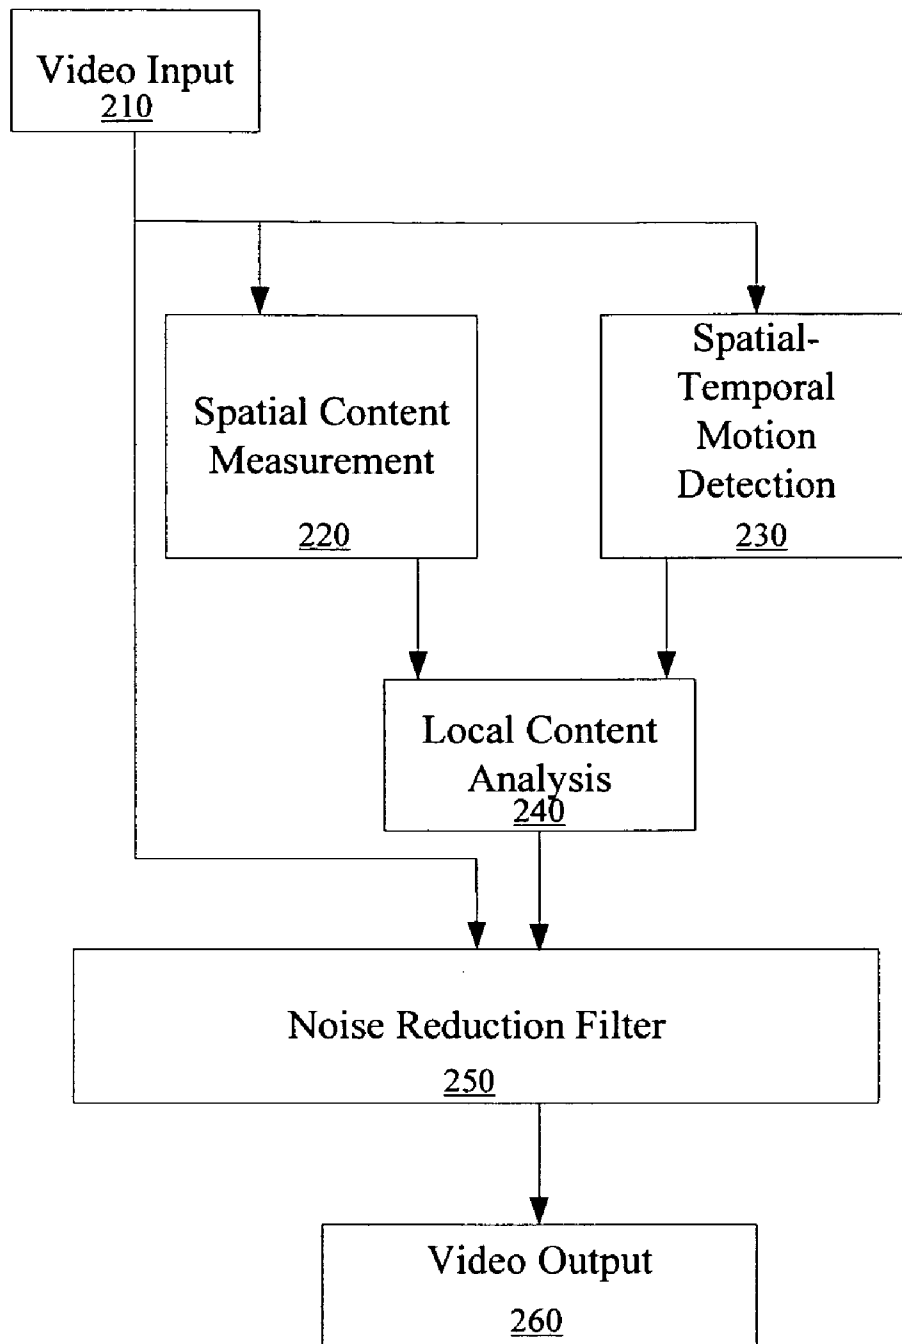 Video Input
210
Spatial Content
Measurement
220
Spatial-
Temporal
Motion
Detection
230
Local Content
Analysis
240
Noise Reduction Filter
250
Video Output
260